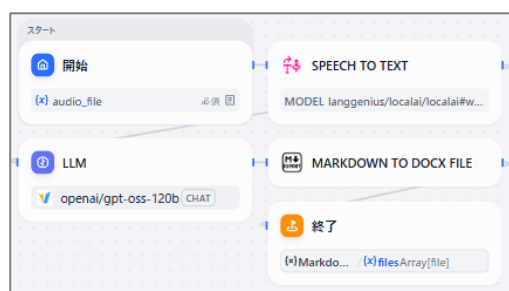 スタート
開始
{x} audio_file 必須
SPEECH TO TEXT
MODEL langgenius/localai/localai#w...
LLM
openai/gpt-oss-120b CHAT
M↓
EXPORT
MARKDOWN TO DOCX FILE
終了
{x} Markdo... / {x} files Array[file]